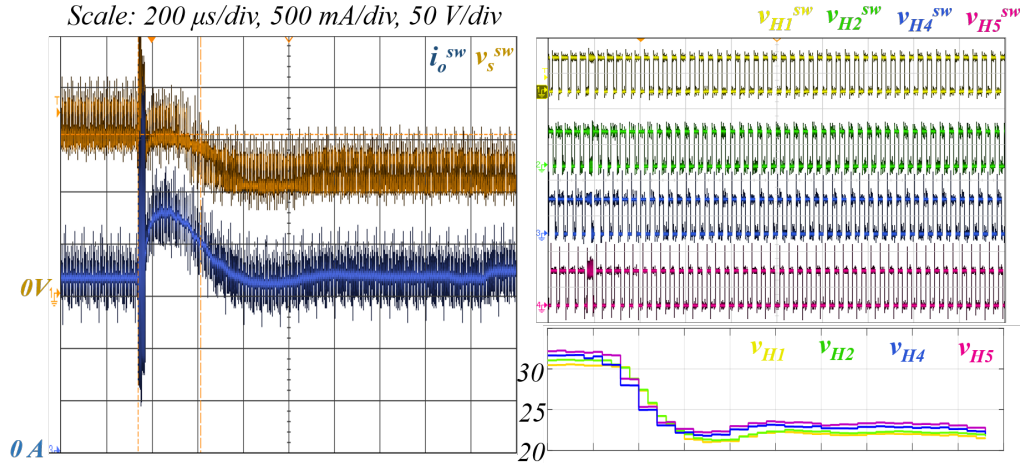 Scale: 200 μs/div, 500 mA/div, 50 V/div
i_o^sw v_s^sw
0V
0 A
v_H1^sw v_H2^sw v_H4^sw v_H5^sw
v_H1 v_H2 v_H4 v_H5
30
25
20